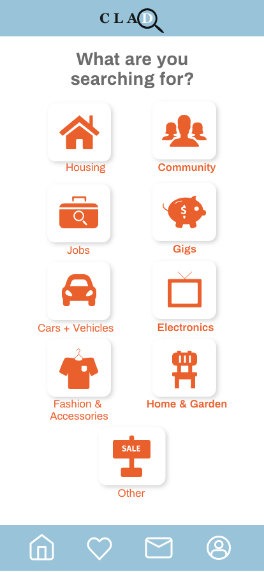 CLAD
What are you
searching for?
Housing
Community
Jobs
$
Gigs
Cars + Vehicles
Electronics
Fashion &
Accessories
Home & Garden
SALE
Other